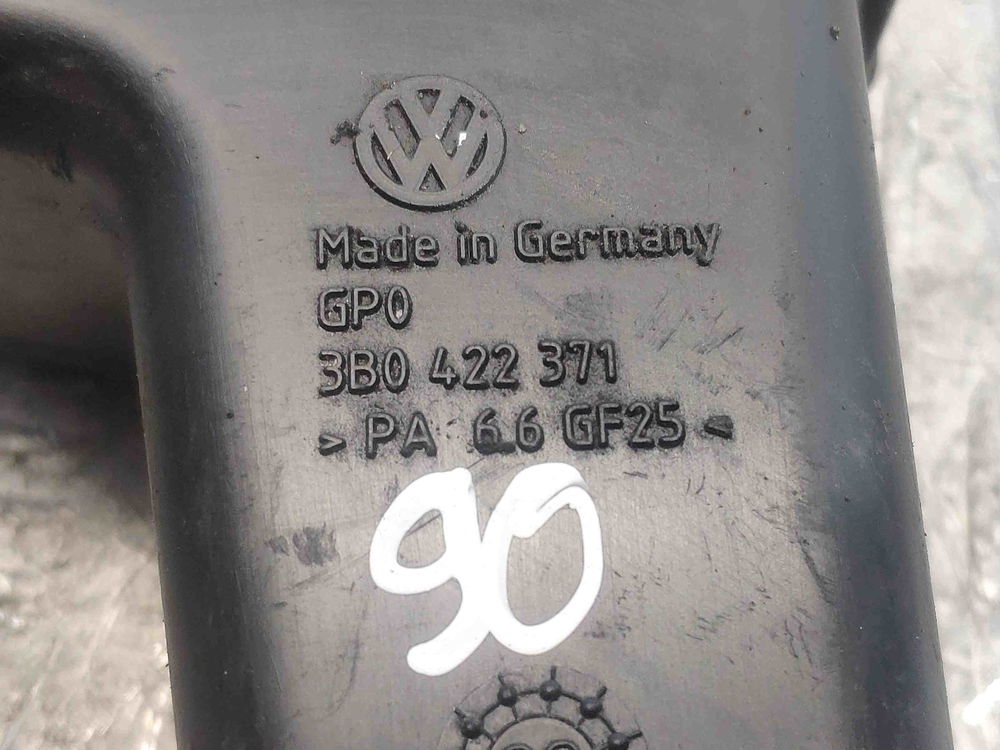 Made in Germany
GP0
3B0 422 371
> PA 6.6 GF25 <
90